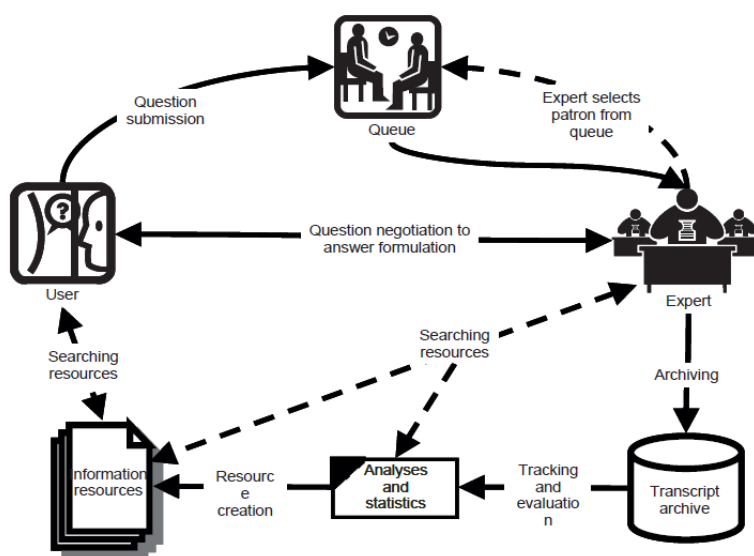 Question
submission
Queue
Expert selects
patron from
queue
Question negotiation to
answer formulation
?
User
Expert
Searching
resources
Searching
resources
Archiving
Information
resources
Resourc
e
creation
Analyses
and
statistics
Tracking
and
evaluatio
n
Transcript
archive